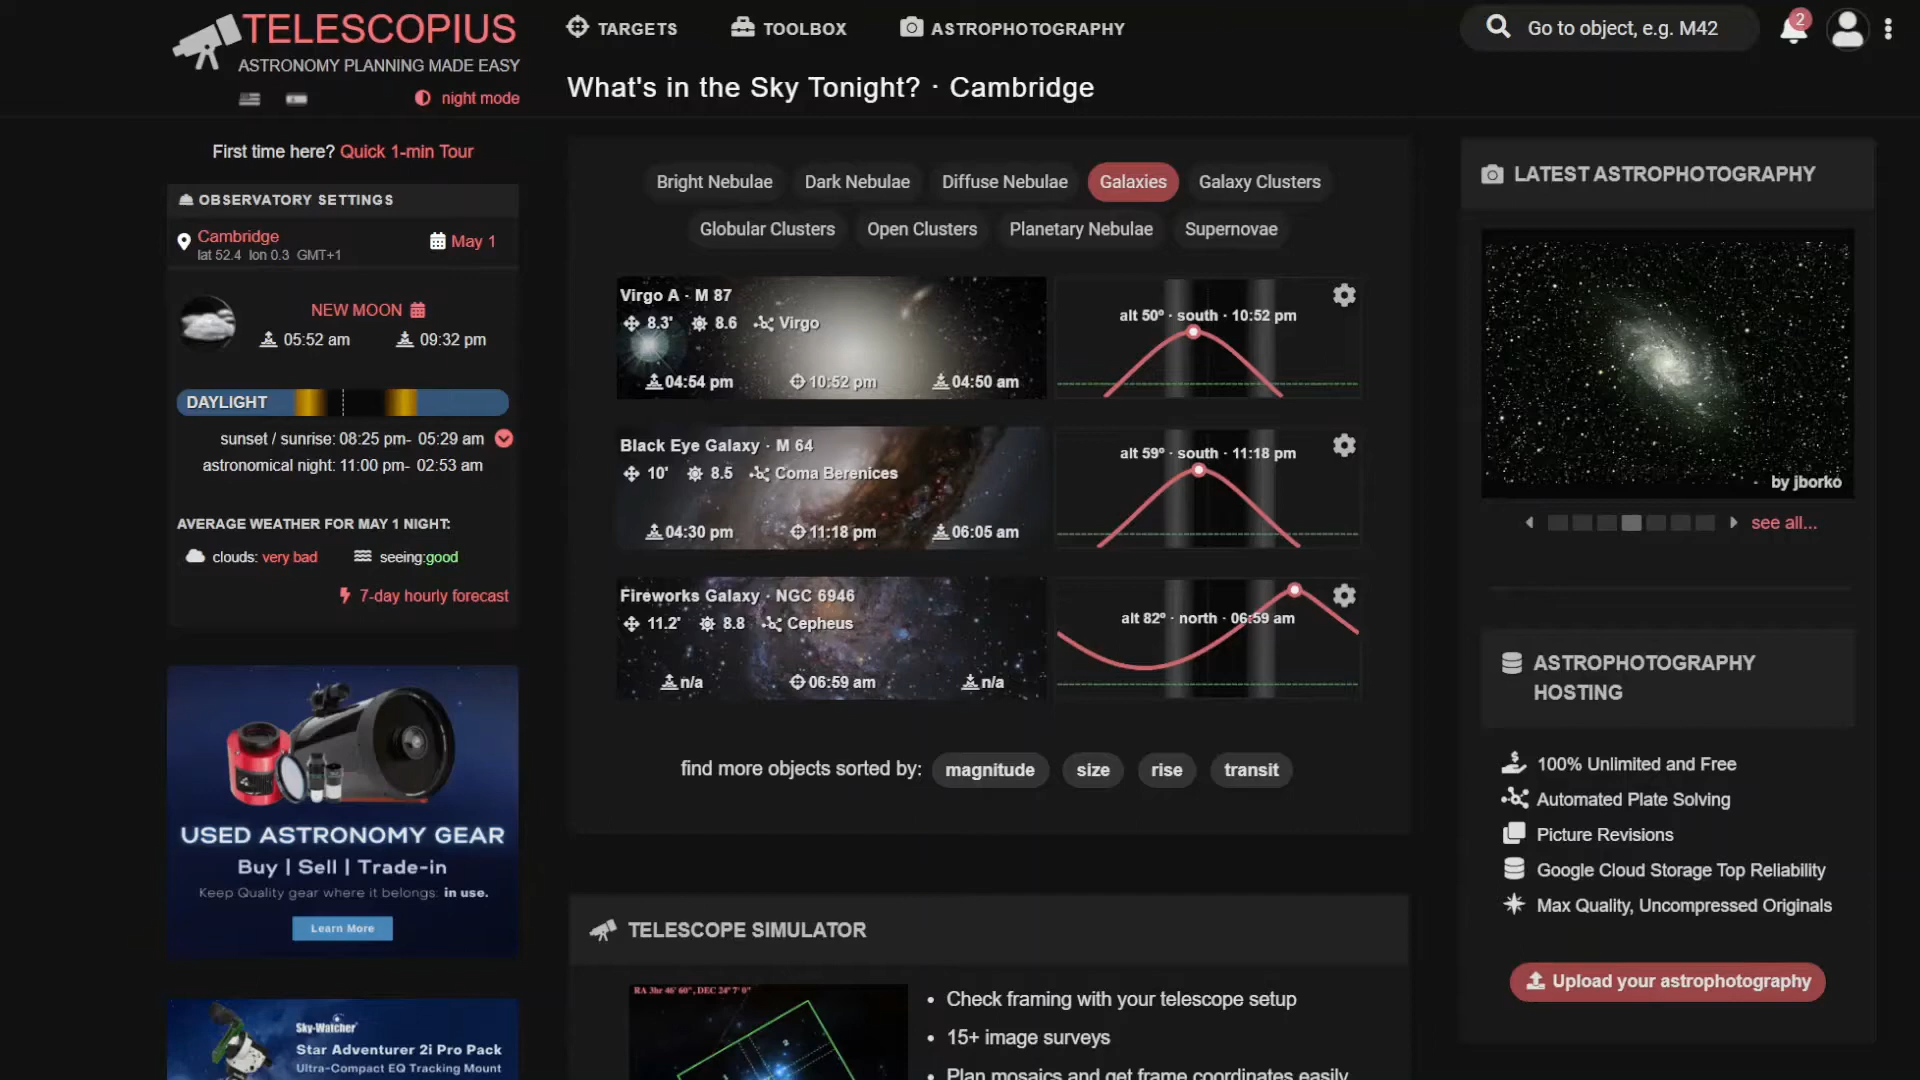 TELESCOPIUS
ASTRONOMY PLANNING MADE EASY
night mode
TARGETS
TOOLBOX
ASTROPHOTOGRAPHY
Go to object, e.g. M42
2
What's in the Sky Tonight? · Cambridge
First time here? Quick 1-min Tour
OBSERVATORY SETTINGS
Cambridge
lat 52.4 lon 0.3 GMT+1
May 1
NEW MOON
05:52 am
09:32 pm
DAYLIGHT
sunset / sunrise: 08:25 pm- 05:29 am
astronomical night: 11:00 pm- 02:53 am
AVERAGE WEATHER FOR MAY 1 NIGHT:
clouds: very bad
seeing:good
7-day hourly forecast
USED ASTRONOMY GEAR
Buy | Sell | Trade-in
Keep Quality gear where it belongs: in use.
Learn More
Sky-Watcher
Star Adventurer 2i Pro Pack
Ultra-Compact EQ Tracking Mount
Bright Nebulae
Dark Nebulae
Diffuse Nebulae
Galaxies
Galaxy Clusters
Globular Clusters
Open Clusters
Planetary Nebulae
Supernovae
Virgo A · M 87
8.3'
8.6
Virgo
04:54 pm
10:52 pm
04:50 am
alt 50º · south · 10:52 pm
Black Eye Galaxy · M 64
10'
8.5
Coma Berenices
04:30 pm
11:18 pm
06:05 am
alt 59º · south · 11:18 pm
Fireworks Galaxy · NGC 6946
11.2'
8.8
Cepheus
n/a
06:59 am
n/a
alt 82º · north · 06:59 am
find more objects sorted by:
magnitude
size
rise
transit
TELESCOPE SIMULATOR
RA 3hr 46' 60", DEC 24° 7' 0"
• Check framing with your telescope setup
• 15+ image surveys
• Plan mosaics and get frame coordinates easily
LATEST ASTROPHOTOGRAPHY
· by jborko
see all...
ASTROPHOTOGRAPHY
HOSTING
100% Unlimited and Free
Automated Plate Solving
Picture Revisions
Google Cloud Storage Top Reliability
Max Quality, Uncompressed Originals
Upload your astrophotography